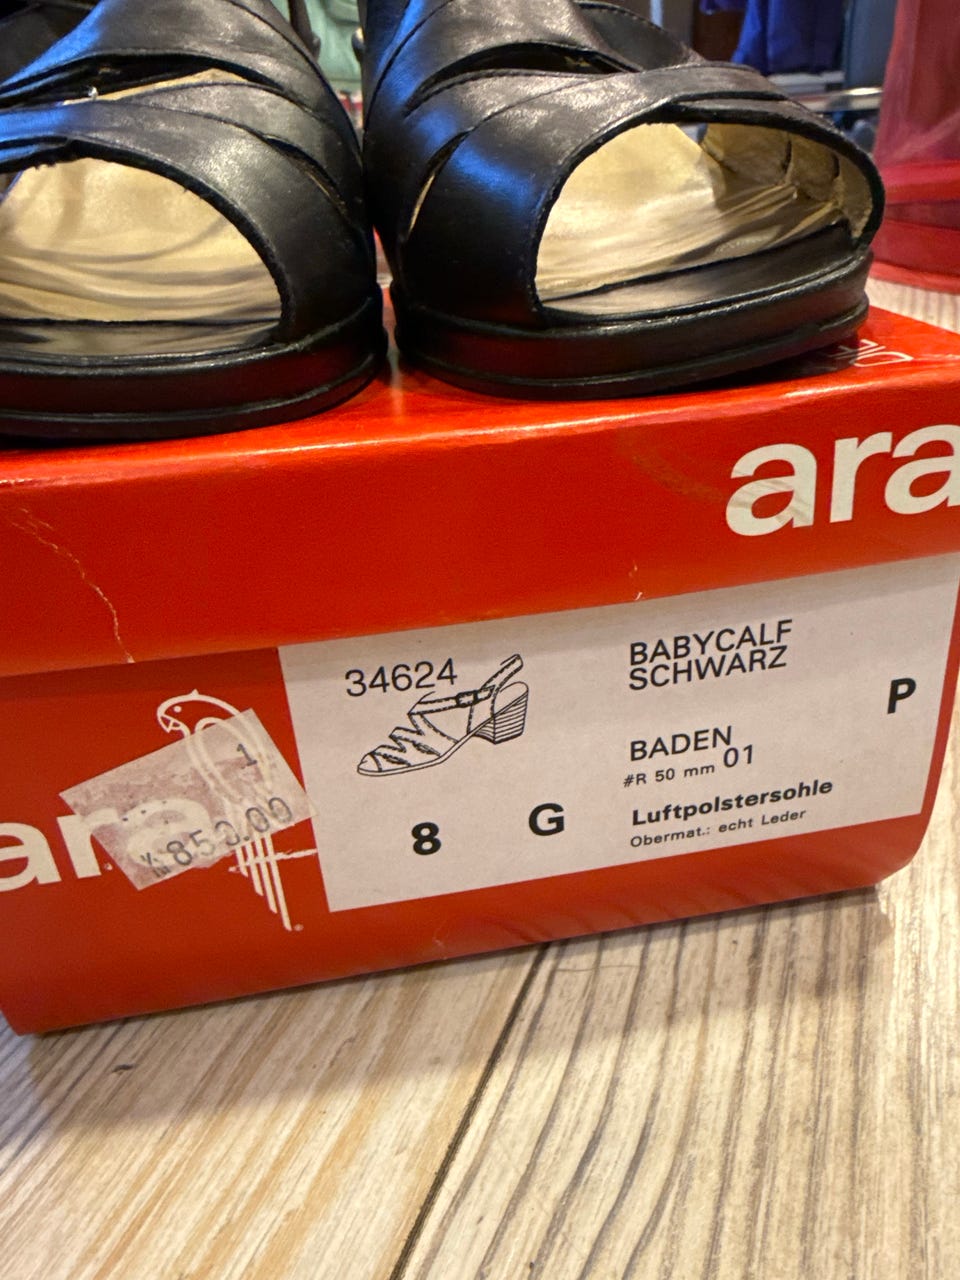 ara
34624
BABYCALF
SCHWARZ
P
BADEN
#R 50 mm 01
Luftpolstersohle
Obermat.: echt Leder
8 G
ara
1
850.00